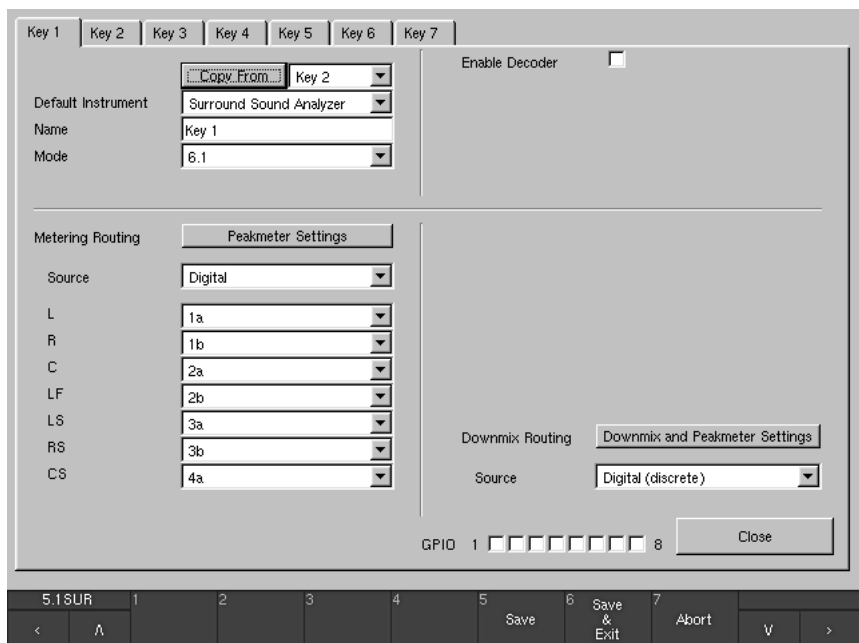 Key 1 Key 2 Key 3 Key 4 Key 5 Key 6 Key 7
Copy From Key 2
Enable Decoder
Default Instrument Surround Sound Analyzer
Name Key 1
Mode 6.1
Metering Routing Peakmeter Settings
Source Digital
L 1a
R 1b
C 2a
LF 2b
LS 3a
RS 3b
CS 4a
Downmix Routing Downmix and Peakmeter Settings
Source Digital (discrete)
GPIO 1 8
Close
5.1SUR 1 2 3 4 5 6 7
Save
Save
&
Exit
Abort
< Λ V >